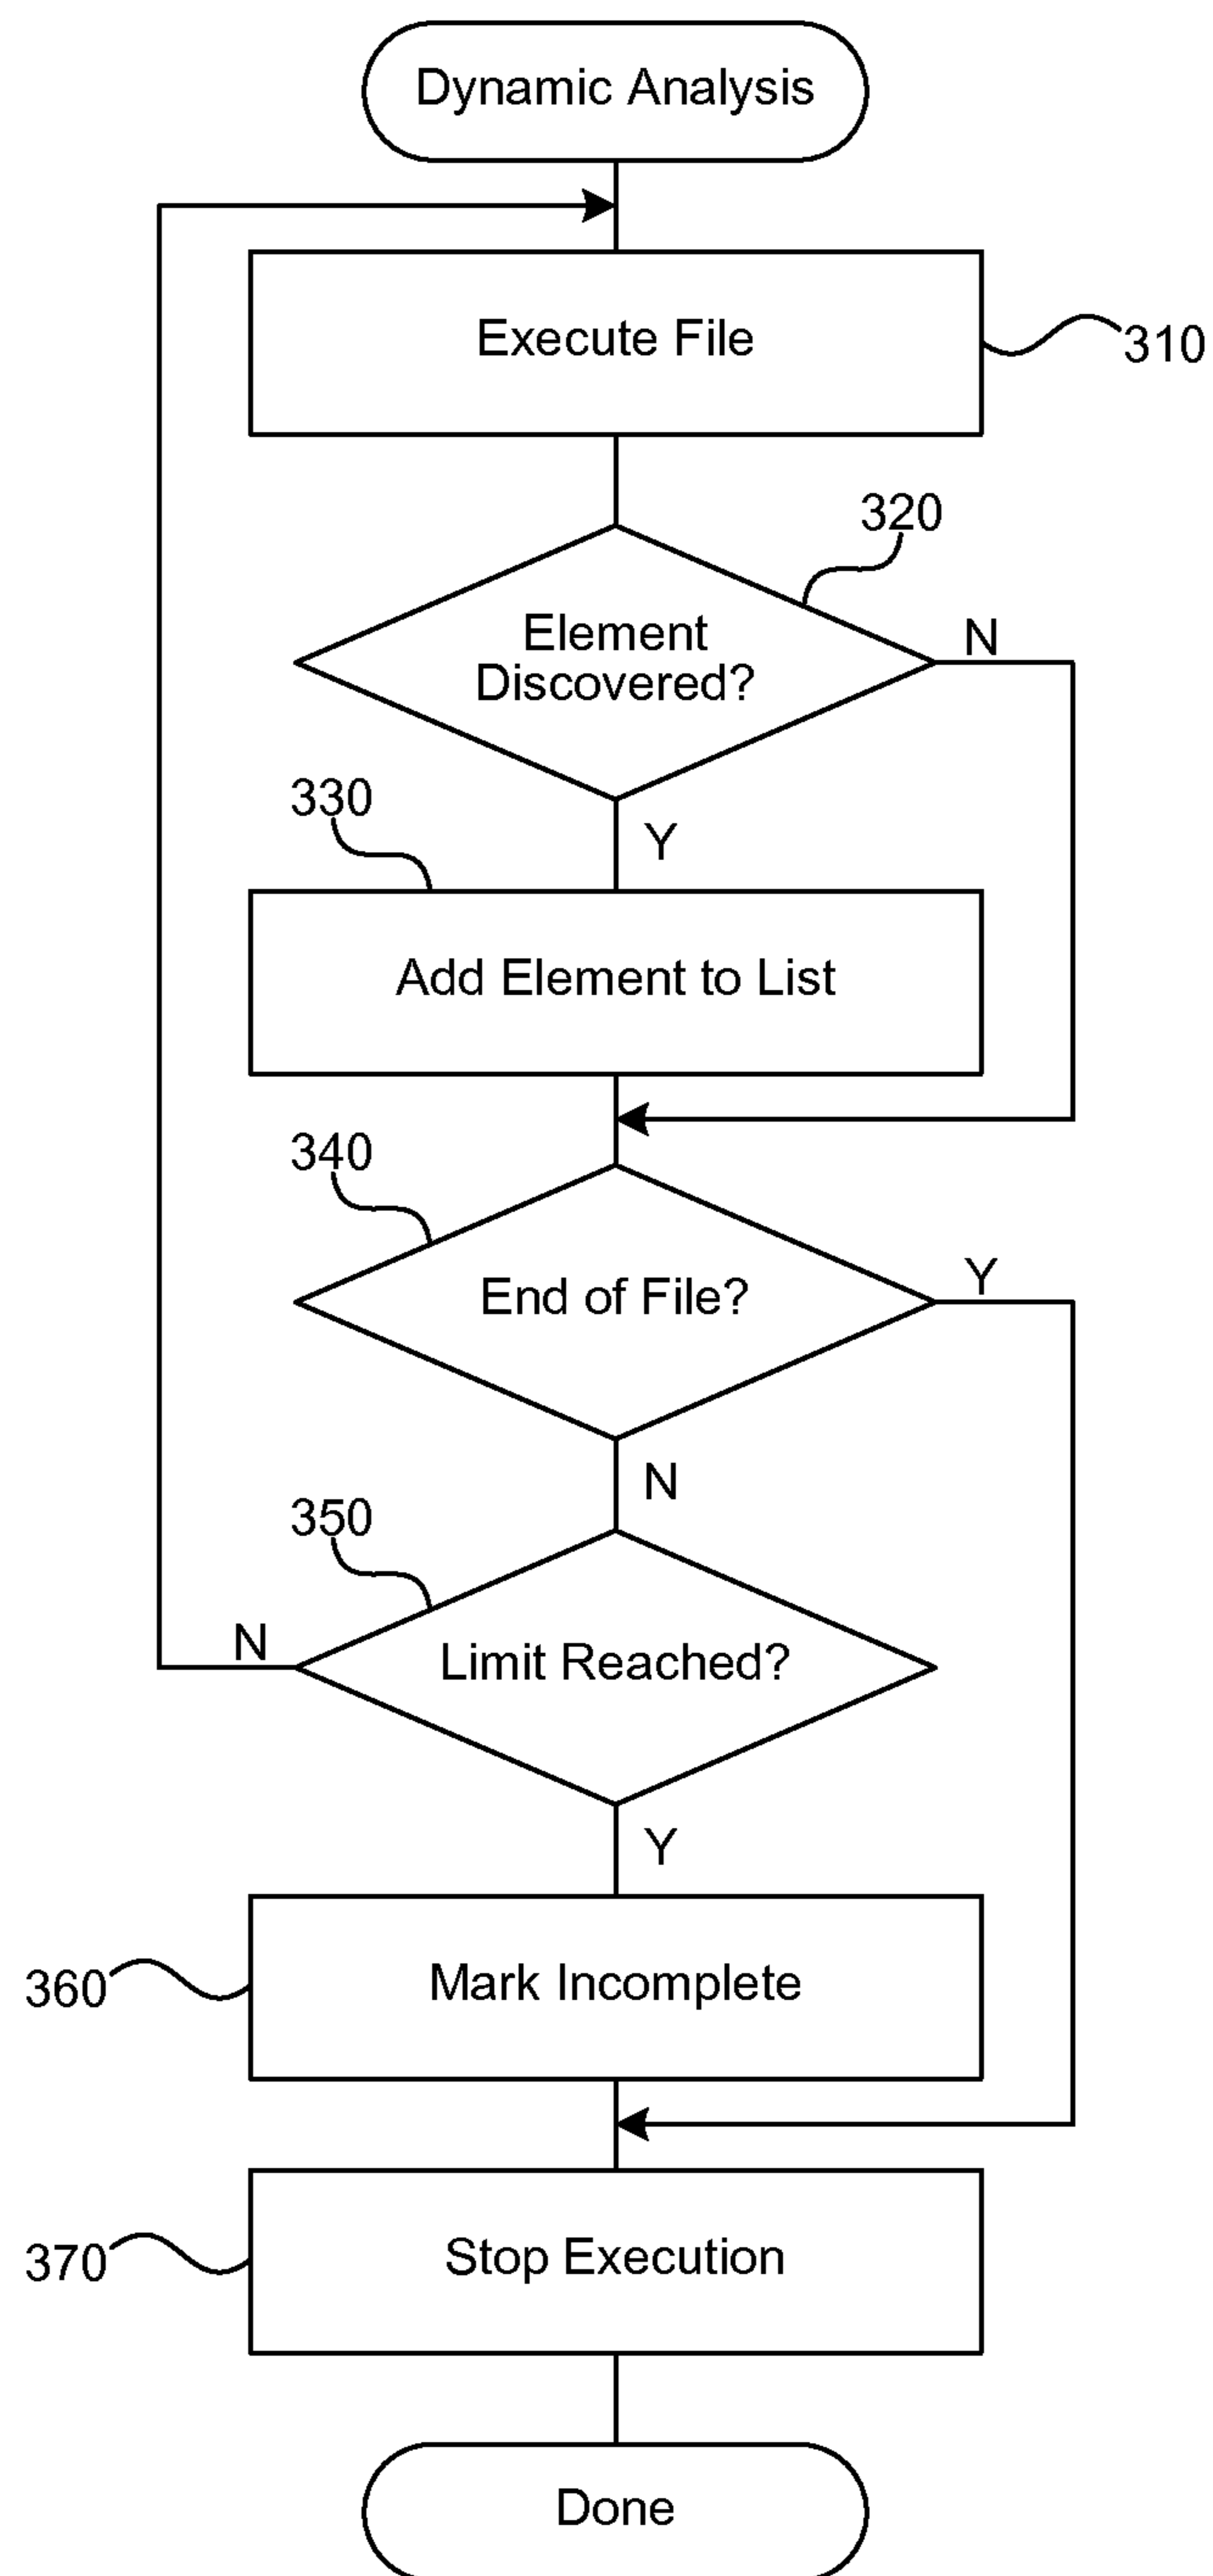 Dynamic Analysis
Execute File
310
320
Element
Discovered?
N
330
Y
Add Element to List
340
End of File?
Y
N
350
Limit Reached?
N
Y
360
Mark Incomplete
370
Stop Execution
Done